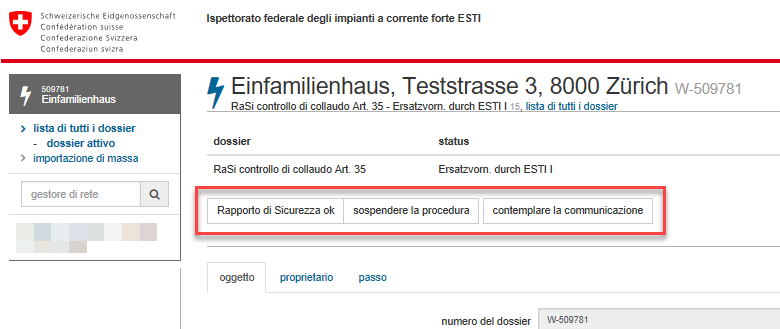 Schweizerische Eidgenossenschaft
Confédération suisse
Confederazione Svizzera
Confederaziun svizra
Ispettorato federale degli impianti a corrente forte ESTI
509781
Einfamilienhaus
lista di tutti i dossier
- dossier attivo
importazione di massa
gestore di rete
Einfamilienhaus, Teststrasse 3, 8000 Zürich W-509781
RaSi controllo di collaudo Art. 35 - Ersatzvorn. durch ESTI I 15, lista di tutti i dossier
dossier status
RaSi controllo di collaudo Art. 35 Ersatzvorn. durch ESTI I
Rapporto di Sicurezza ok sospendere la procedura contemplare la communicazione
oggetto proprietario passo
numero del dossier W-509781